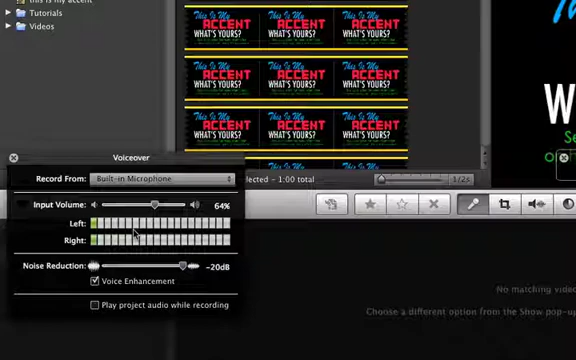 this is my accent
Tutorials
Videos
This Is My This Is My This Is My
ACCENT ACCENT ACCENT
WHAT'S YOURS? WHAT'S YOURS? WHAT'S YOURS?
This Is My This Is My This Is My
ACCENT ACCENT ACCENT
WHAT'S YOURS? WHAT'S YOURS? WHAT'S YOURS?
This Is My This Is My This Is My
ACCENT ACCENT ACCENT
WHAT'S YOURS? WHAT'S YOURS? WHAT'S YOURS?
W
Se
Voiceover
Record From: Built-in Microphone
elected - 1:00 total
1/2s
Input Volume: 64%
Left:
Right:
Noise Reduction: -20dB
Voice Enhancement
Play project audio while recording
No matching video
Choose a different option from the Show pop-u